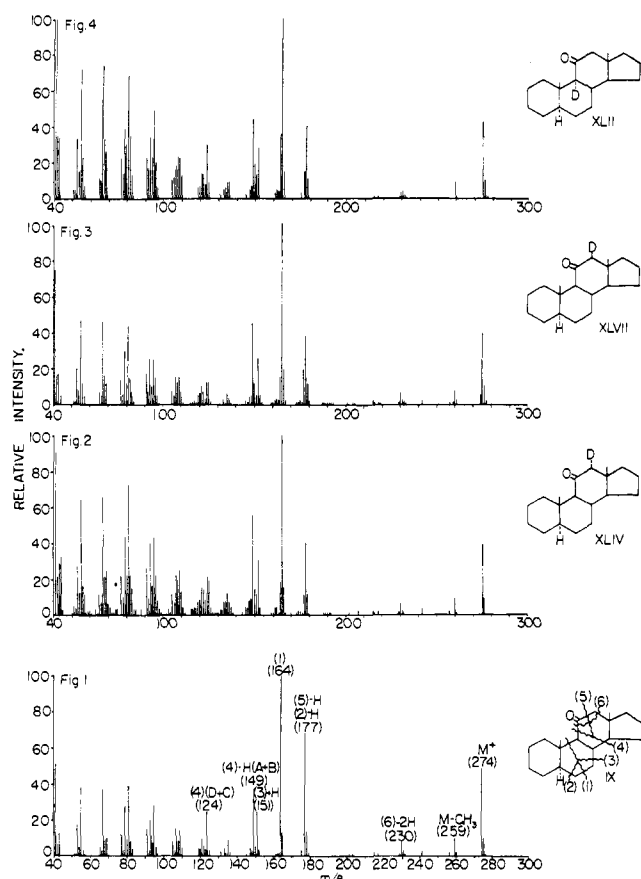 Fig. 4
100
80
60
40
20
0
40
100
200
300
O
D
H
XLII
Fig. 3
100
80
60
40
20
0
40
100
200
300
D
O
H
XLVII
RELATIVE INTENSITY,
Fig. 2
100
80
60
40
20
0
40
100
200
300
D
O
H
XLIV
Fig 1
100
80
60
40
20
0
40 60 80 100 120 140 160 180 200 220 240 260 280 300
m/e
(1)
(164)
(5)-H
(2)-H
(177)
(4)-H(A+B)
(149)
(3)+H
(151)
(4)(D+C)
(124)
(6)-2H
(230)
M-CH3
(259)
M+
(274)
(5)
(6)
O
(4)
(3)
H
(2)
(1)
IX